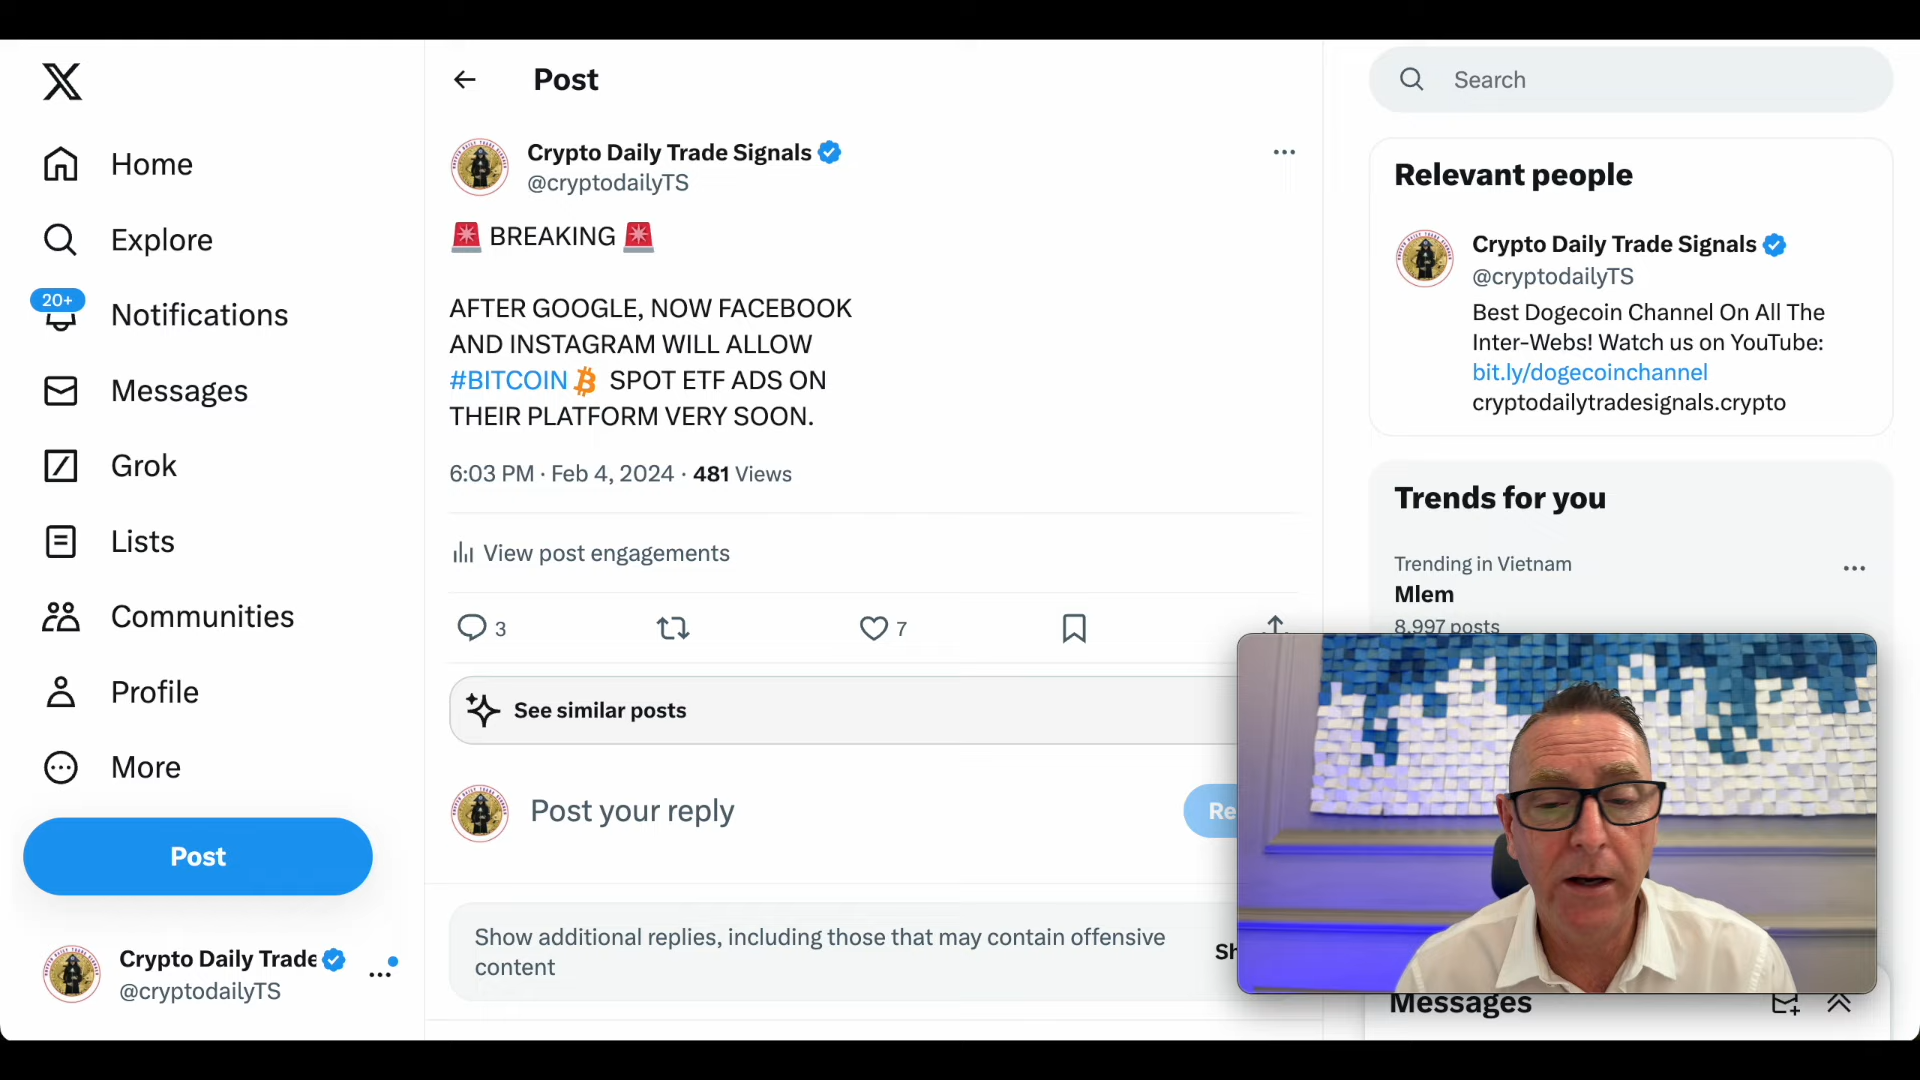 Home
Explore
20+
Notifications
Messages
Grok
Lists
Communities
Profile
More
Post
Crypto Daily Trade
@cryptodailyTS
Post
Crypto Daily Trade Signals
@cryptodailyTS
🚨 BREAKING 🚨
AFTER GOOGLE, NOW FACEBOOK
AND INSTAGRAM WILL ALLOW
#BITCOIN SPOT ETF ADS ON
THEIR PLATFORM VERY SOON.
6:03 PM · Feb 4, 2024 · 481 Views
View post engagements
3
7
See similar posts
Post your reply
Re
Show additional replies, including those that may contain offensive
content
Sh
Search
Relevant people
Crypto Daily Trade Signals
@cryptodailyTS
Best Dogecoin Channel On All The
Inter-Webs! Watch us on YouTube:
bit.ly/dogecoinchannel
cryptodailytradesignals.crypto
Trends for you
Trending in Vietnam
Mlem
8,997 posts
Messages